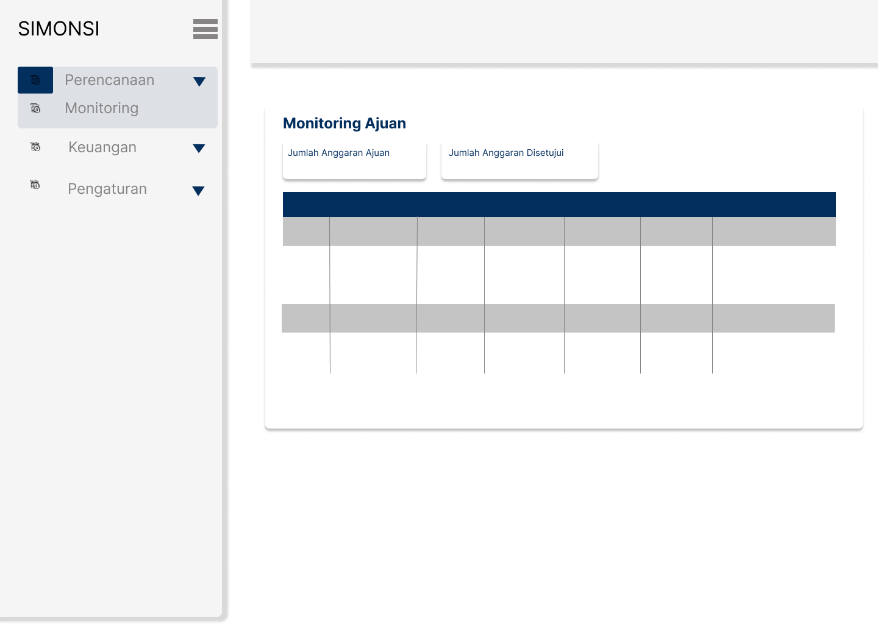 SIMONSI
Perencanaan
Monitoring
Keuangan
Pengaturan
Monitoring Ajuan
Jumlah Anggaran Ajuan
Jumlah Anggaran Disetujui